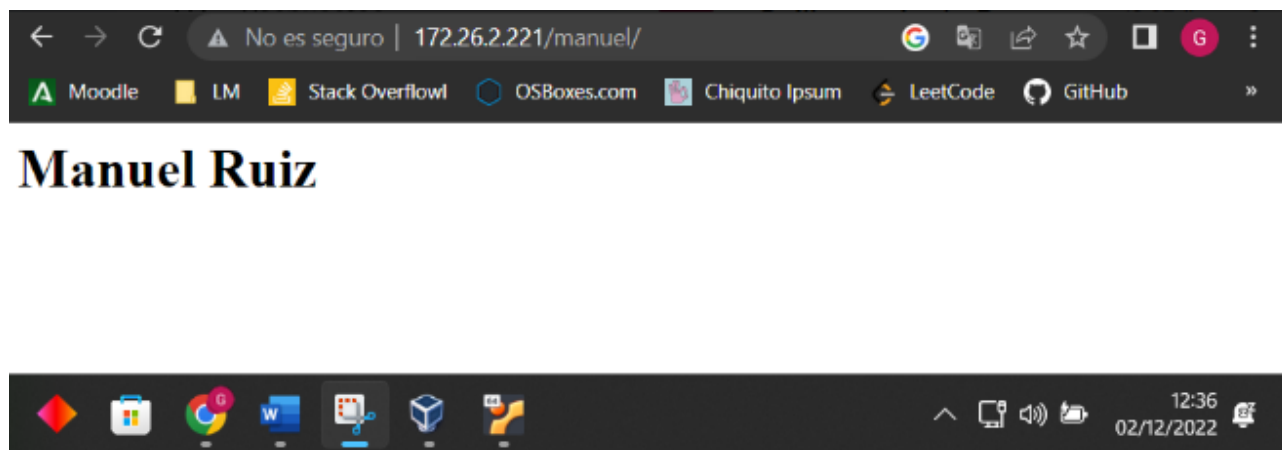 No es seguro | 172.26.2.221/manuel/ G
Moodle LM Stack Overflowl OSBoxes.com Chiquito Ipsum LeetCode GitHub »
Manuel Ruiz
12:36
02/12/2022